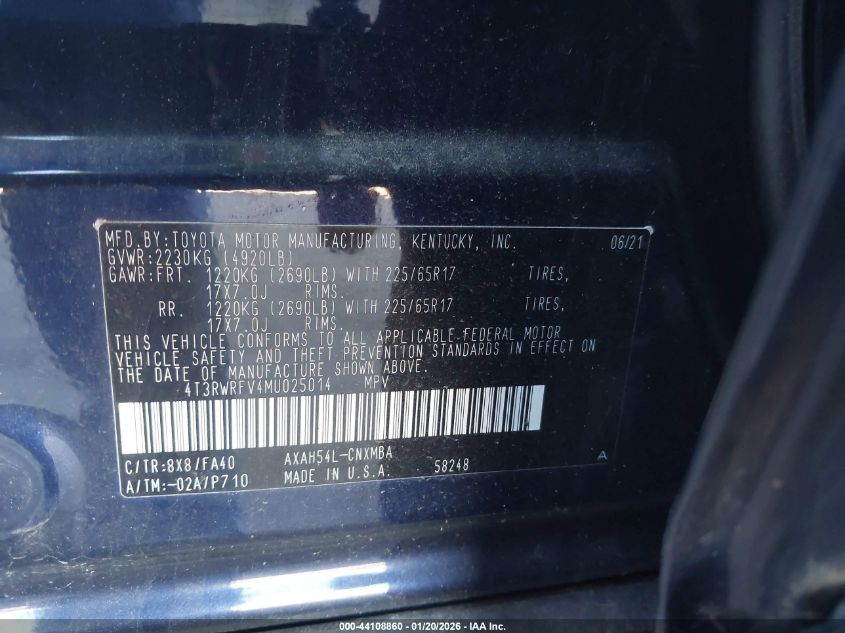 MFD.BY:TOYOTA MOTOR MANUFACTURING, KENTUCKY, INC. 06/21
GVWR:2230KG (4920LB)
GAWR:FRT. 1220KG (2690LB) WITH 225/65R17 TIRES,
17X7.0J RIMS.
RR. 1220KG (2690LB) WITH 225/65R17 TIRES,
17X7.0J RIMS.
THIS VEHICLE CONFORMS TO ALL APPLICABLE FEDERAL MOTOR
VEHICLE SAFETY AND THEFT PREVENTION STANDARDS IN EFFECT ON
THE DATE OF MANUFACTURE SHOWN ABOVE.
4T3RWRFV4MU025014 MPV
C/TR:8X8/FA40 AXAH54L-CNXMBA A
A/TM:-02A/P710 MADE IN U.S.A. 58248
000-44108860 - 01/20/2026 - IAA Inc.